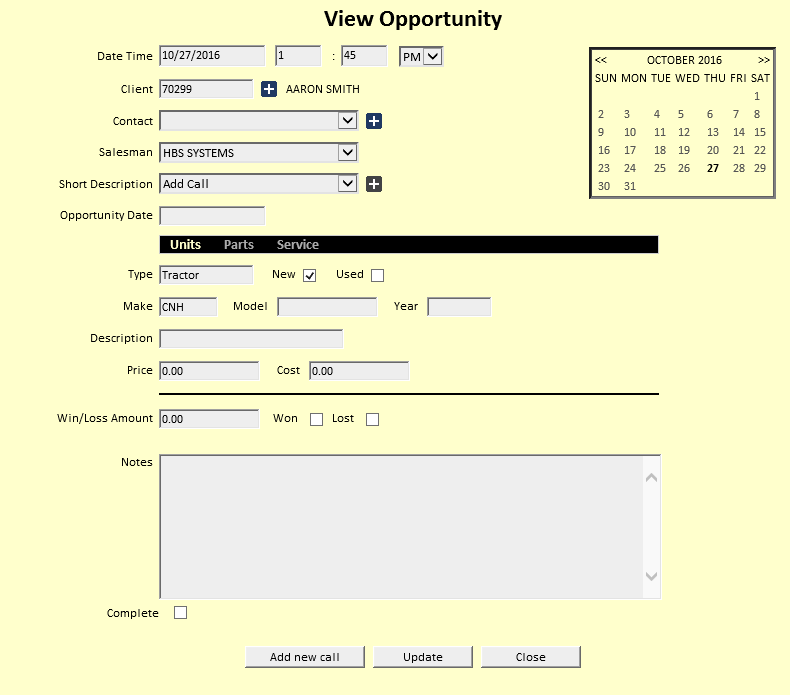 View Opportunity
Date Time 10/27/2016 1 : 45 PM
Client 70299 AARON SMITH
Contact
Salesman HBS SYSTEMS
Short Description Add Call
Opportunity Date
<< OCTOBER 2016 >>
SUN MON TUE WED THU FRI SAT
1
2 3 4 5 6 7 8
9 10 11 12 13 14 15
16 17 18 19 20 21 22
23 24 25 26 27 28 29
30 31
Units Parts Service
Type Tractor New Used
Make CNH Model Year
Description
Price 0.00 Cost 0.00
Win/Loss Amount 0.00 Won Lost
Notes
Complete
Add new call Update Close